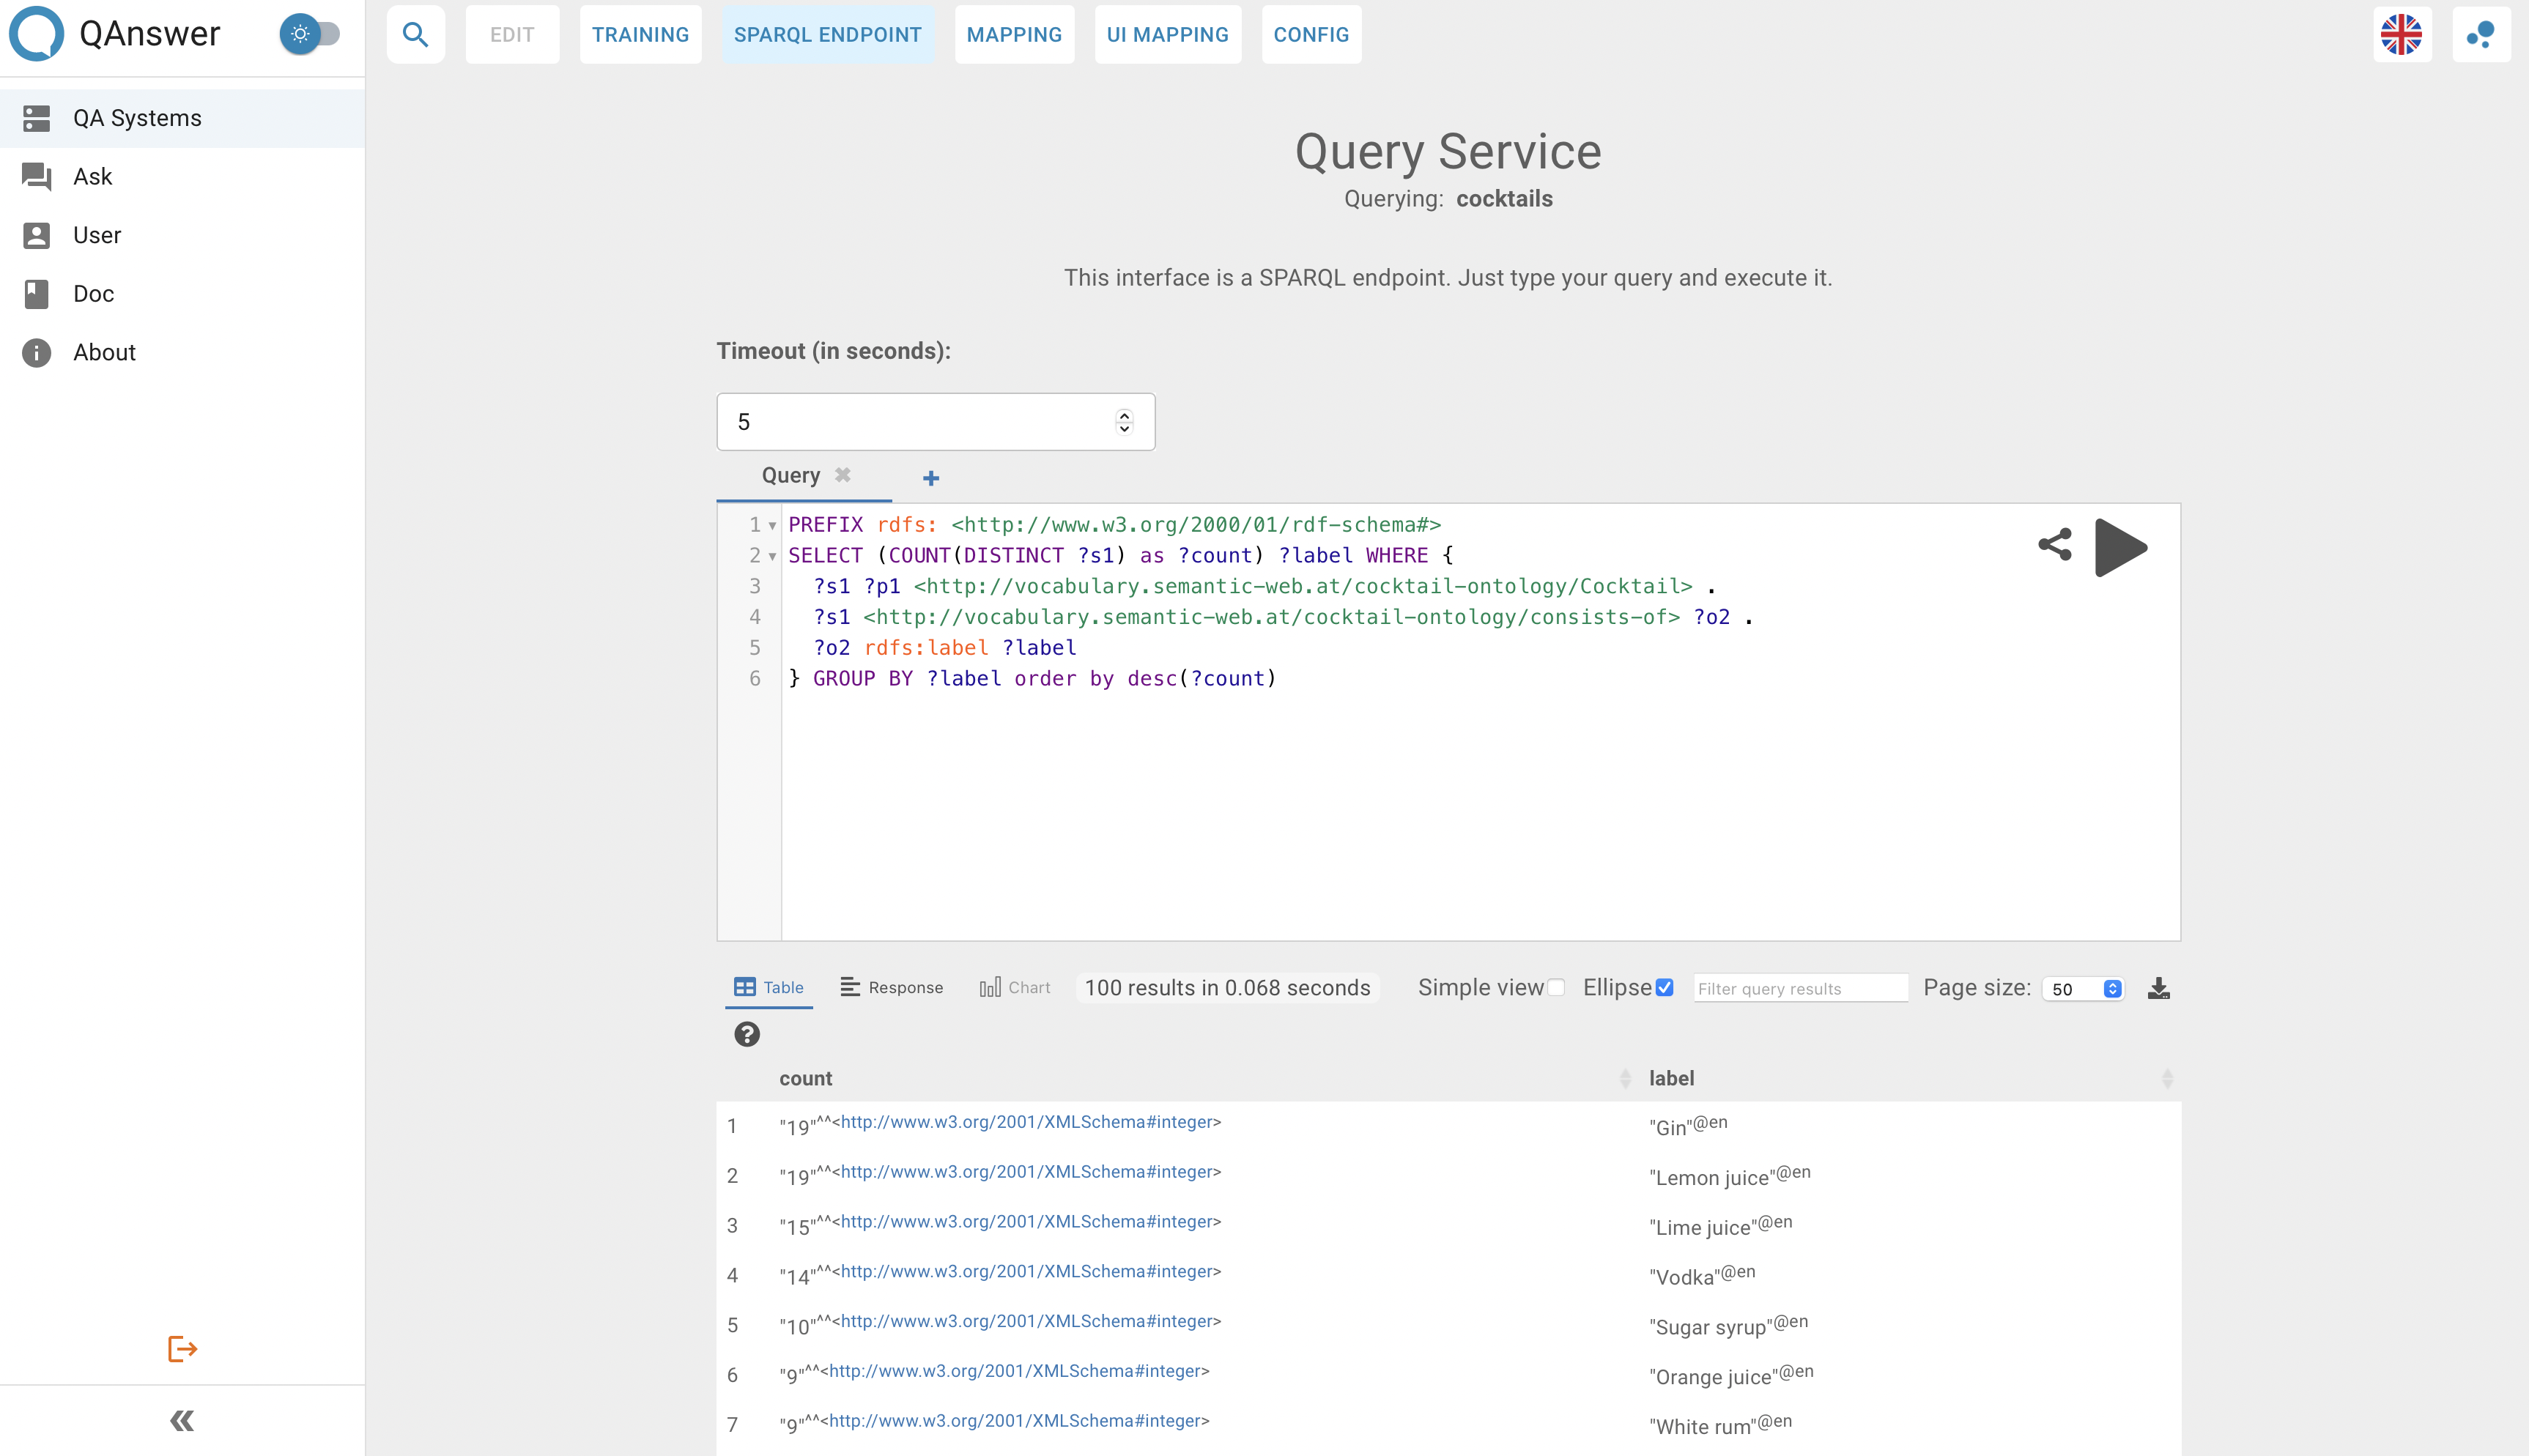 QAnswer
EDIT TRAINING SPARQL ENDPOINT MAPPING UI MAPPING CONFIG
QA Systems
Ask
User
Doc
About
Query Service
Querying: cocktails
This interface is a SPARQL endpoint. Just type your query and execute it.
Timeout (in seconds):
5
Query
1 PREFIX rdfs: <http://www.w3.org/2000/01/rdf-schema#>
2 SELECT (COUNT(DISTINCT ?s1) as ?count) ?label WHERE {
3 ?s1 ?p1 <http://vocabulary.semantic-web.at/cocktail-ontology/Cocktail> .
4 ?s1 <http://vocabulary.semantic-web.at/cocktail-ontology/consists-of> ?o2 .
5 ?o2 rdfs:label ?label
6 } GROUP BY ?label order by desc(?count)
Table Response Chart 100 results in 0.068 seconds Simple view Ellipse Filter query results Page size: 50
?
count label
1 "19"^^<http://www.w3.org/2001/XMLSchema#integer> "Gin"@en
2 "19"^^<http://www.w3.org/2001/XMLSchema#integer> "Lemon juice"@en
3 "15"^^<http://www.w3.org/2001/XMLSchema#integer> "Lime juice"@en
4 "14"^^<http://www.w3.org/2001/XMLSchema#integer> "Vodka"@en
5 "10"^^<http://www.w3.org/2001/XMLSchema#integer> "Sugar syrup"@en
6 "9"^^<http://www.w3.org/2001/XMLSchema#integer> "Orange juice"@en
7 "9"^^<http://www.w3.org/2001/XMLSchema#integer> "White rum"@en